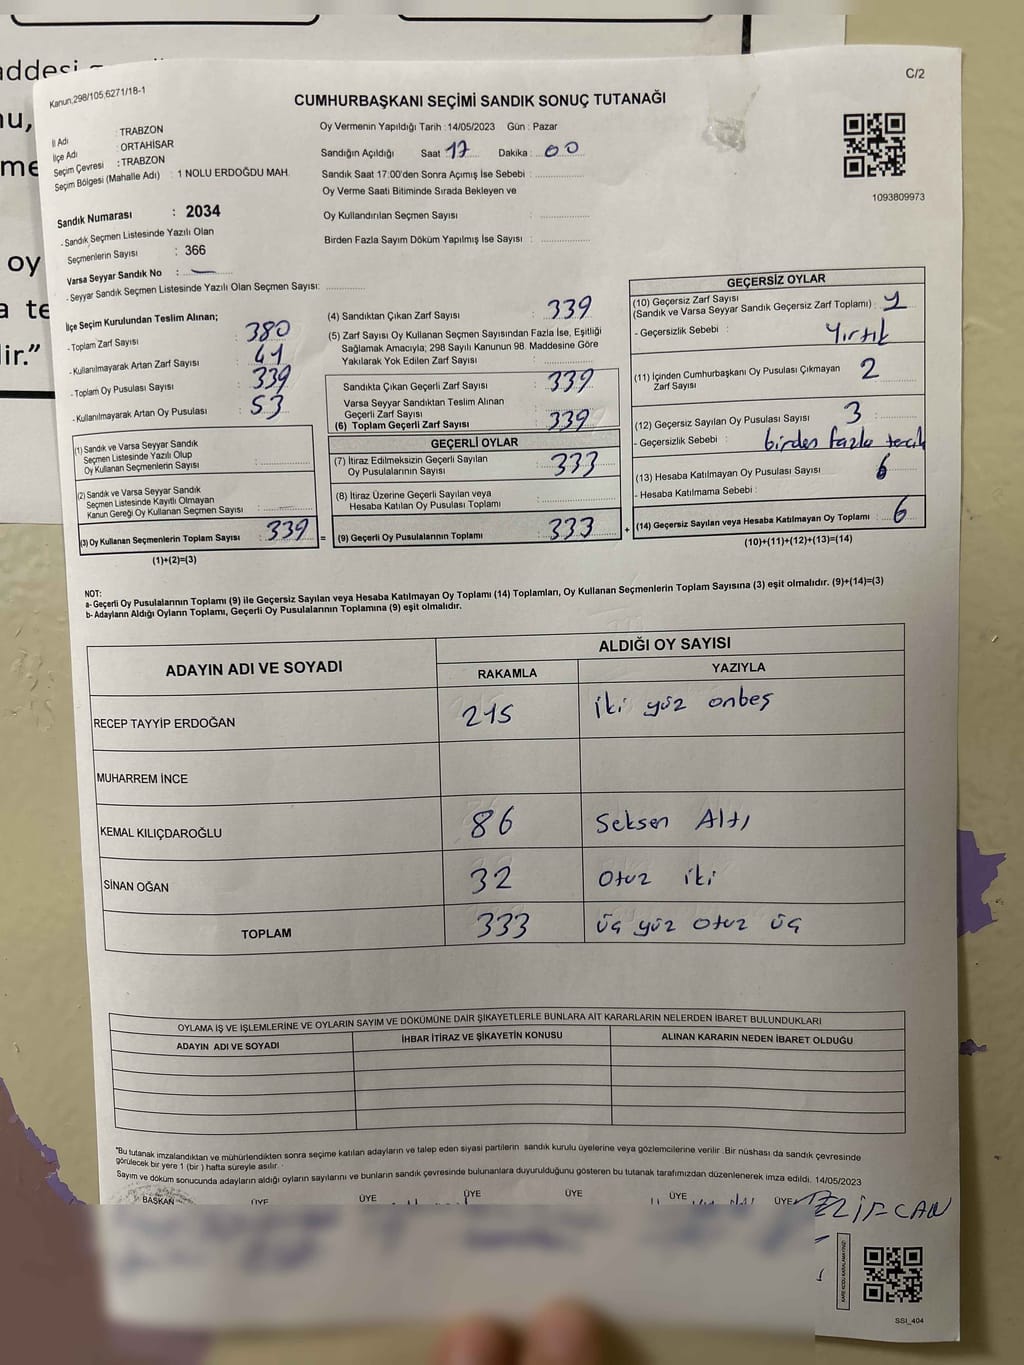 addesi
nu,
me
oy
a te
dir.”
C/2
Kanun,298/105;6271/18-1
CUMHURBAŞKANI SEÇİMİ SANDIK SONUÇ TUTANAĞI
İl Adı : TRABZON
İlçe Adı : ORTAHİSAR
Seçim Çevresi : TRABZON
Seçim Bölgesi (Mahalle Adı) : 1 NOLU ERDOĞDU MAH.
Sandık Numarası : 2034
- Sandık Seçmen Listesinde Yazılı Olan
Seçmenlerin Sayısı : 366
Varsa Seyyar Sandık No : —
- Seyyar Sandık Seçmen Listesinde Yazılı Olan Seçmen Sayısı:
Oy Vermenin Yapıldığı Tarih : 14/05/2023 Gün : Pazar
Sandığın Açıldığı Saat 17 Dakika : 00
Sandık Saat 17:00'den Sonra Açımış İse Sebebi :
Oy Verme Saati Bitiminde Sırada Bekleyen ve
Oy Kullandırılan Seçmen Sayısı :
Birden Fazla Sayım Döküm Yapılmış İse Sayısı :
1093809973
İlçe Seçim Kurulundan Teslim Alınan;
- Toplam Zarf Sayısı : 380
- Kullanılmayarak Artan Zarf Sayısı : 41
- Toplam Oy Pusulası Sayısı : 339
- Kullanılmayarak Artan Oy Pusulası : 53
(1) Sandık ve Varsa Seyyar Sandık
Seçmen Listesinde Yazılı Olup
Oy Kullanan Seçmenlerin Sayısı :
(2) Sandık ve Varsa Seyyar Sandık
Seçmen Listesinde Kayıtlı Olmayan
Kanun Gereği Oy Kullanan Seçmen Sayısı :
(3) Oy Kullanan Seçmenlerin Toplam Sayısı : 339 =
(1)+(2)=(3)
(4) Sandıktan Çıkan Zarf Sayısı : 339
(5) Zarf Sayısı Oy Kullanan Seçmen Sayısından Fazla İse, Eşitliği
Sağlamak Amacıyla; 298 Sayılı Kanunun 98. Maddesine Göre
Yakılarak Yok Edilen Zarf Sayısı :
Sandıkta Çıkan Geçerli Zarf Sayısı : 339
Varsa Seyyar Sandıktan Teslim Alınan
Geçerli Zarf Sayısı :
(6) Toplam Geçerli Zarf Sayısı : 339
GEÇERLİ OYLAR
(7) İtiraz Edilmeksizin Geçerli Sayılan
Oy Pusulalarının Sayısı : 333
(8) İtiraz Üzerine Geçerli Sayılan veya
Hesaba Katılan Oy Pusulası Toplamı :
(9) Geçerli Oy Pusulalarının Toplamı : 333 +
GEÇERSİZ OYLAR
(10) Geçersiz Zarf Sayısı
(Sandık ve Varsa Seyyar Sandık Geçersiz Zarf Toplamı) : 1
- Geçersizlik Sebebi : Yırtık
(11) İçinden Cumhurbaşkanı Oy Pusulası Çıkmayan
Zarf Sayısı : 2
(12) Geçersiz Sayılan Oy Pusulası Sayısı : 3
- Geçersizlik Sebebi : birden fazla tercih
(13) Hesaba Katılmayan Oy Pusulası Sayısı : 6
- Hesaba Katılmama Sebebi :
(14) Geçersiz Sayılan veya Hesaba Katılmayan Oy Toplamı : 6
(10)+(11)+(12)+(13)=(14)
NOT:
a- Geçerli Oy Pusulalarının Toplamı (9) ile Geçersiz Sayılan veya Hesaba Katılmayan Oy Toplamı (14) Toplamları, Oy Kullanan Seçmenlerin Toplam Sayısına (3) eşit olmalıdır. (9)+(14)=(3)
b- Adayların Aldığı Oyların Toplamı, Geçerli Oy Pusulalarının Toplamına (9) eşit olmalıdır.
ADAYIN ADI VE SOYADI
ALDIĞI OY SAYISI
RAKAMLA YAZIYLA
RECEP TAYYİP ERDOĞAN 215 İki yüz onbeş
MUHARREM İNCE
KEMAL KILIÇDAROĞLU 86 Seksen Altı
SİNAN OĞAN 32 Otuz iki
TOPLAM 333 üç yüz otuz üç
OYLAMA İŞ VE İŞLEMLERİNE VE OYLARIN SAYIM VE DÖKÜMÜNE DAİR ŞİKAYETLERLE BUNLARA AİT KARARLARIN NELERDEN İBARET BULUNDUKLARI
ADAYIN ADI VE SOYADI İHBAR İTİRAZ VE ŞİKAYETİN KONUSU ALINAN KARARIN NEDEN İBARET OLDUĞU
*Bu tutanak imzalandıktan ve mühürlendikten sonra seçime katılan adayların ve talep eden siyasi partilerin sandık kurulu üyelerine veya gözlemcilerine verilir .Bir nüshası da sandık çevresinde
görülecek bir yere 1 (bir ) hafta süreyle asılır.
Sayım ve döküm sonucunda adayların aldığı oyların sayılarını ve bunların sandık çevresinde bulunanlara duyurulduğunu gösteren bu tutanak tarafımızdan düzenlenerek imza edildi. 14/05/2023
BAŞKAN ÜYE ÜYE ÜYE ÜYE ÜYE ÜYE
CAN
SSİ_404